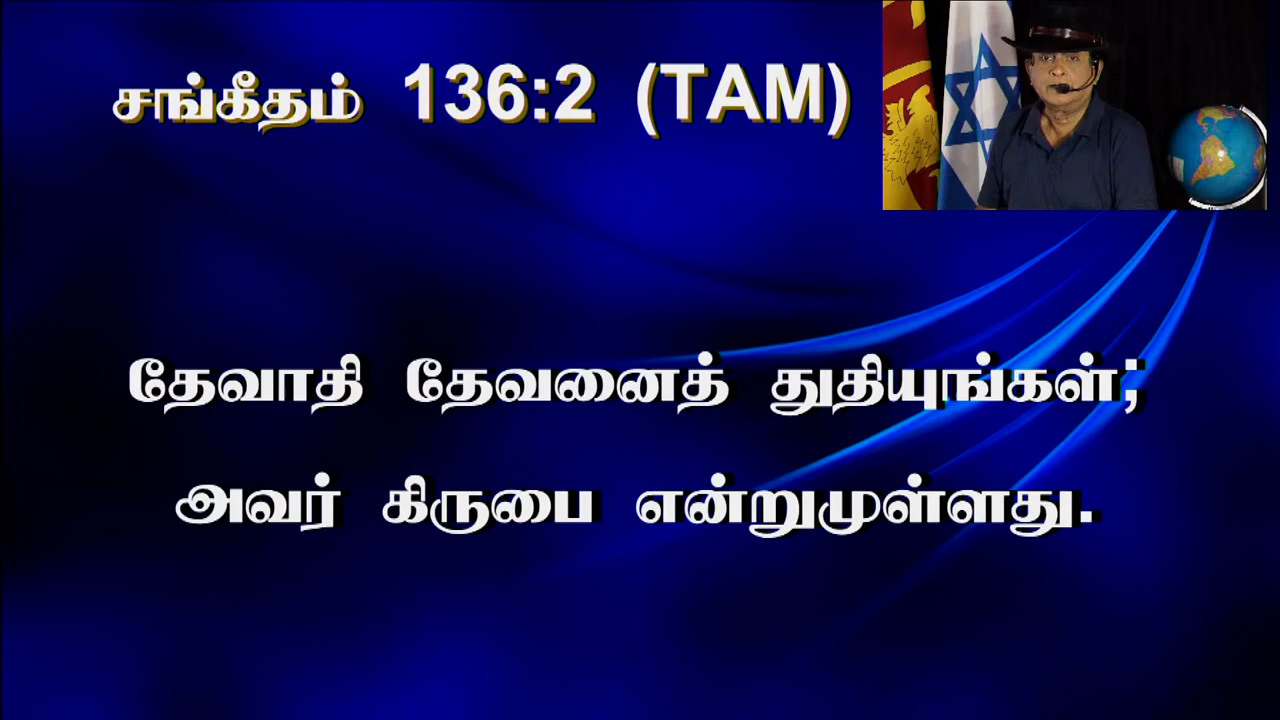 சங்கீதம் 136:2 (TAM)
தேவாதி தேவனைத் துதியுங்கள்;
அவர் கிருபை என்றுமுள்ளது.